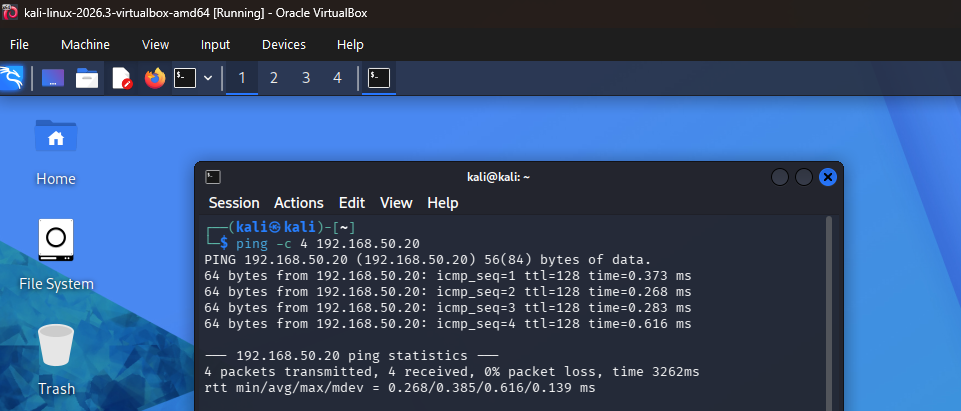 kali-linux-2026.3-virtualbox-amd64 [Running] - Oracle VirtualBox
File Machine View Input Devices Help
1 2 3 4
Home
File System
Trash
kali@kali: ~
Session Actions Edit View Help
┌──(kali㉿kali)-[~]
└─$ ping -c 4 192.168.50.20
PING 192.168.50.20 (192.168.50.20) 56(84) bytes of data.
64 bytes from 192.168.50.20: icmp_seq=1 ttl=128 time=0.373 ms
64 bytes from 192.168.50.20: icmp_seq=2 ttl=128 time=0.268 ms
64 bytes from 192.168.50.20: icmp_seq=3 ttl=128 time=0.283 ms
64 bytes from 192.168.50.20: icmp_seq=4 ttl=128 time=0.616 ms
--- 192.168.50.20 ping statistics ---
4 packets transmitted, 4 received, 0% packet loss, time 3262ms
rtt min/avg/max/mdev = 0.268/0.385/0.616/0.139 ms